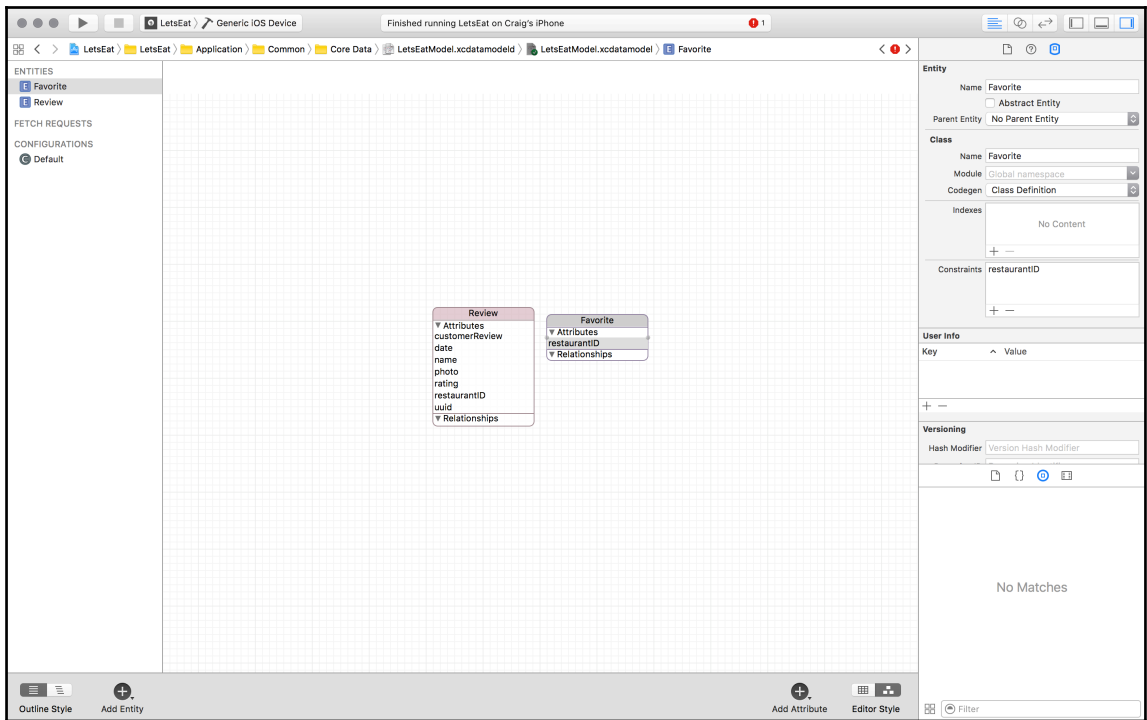 LetsEat Generic iOS Device
Finished running LetsEat on Craig's iPhone
1
LetsEat LetsEat Application Common Core Data LetsEatModel.xcdatamodeld LetsEatModel.xcdatamodel E Favorite
ENTITIES
E Favorite
E Review
FETCH REQUESTS
CONFIGURATIONS
C Default
Review
Attributes
customerReview
date
name
photo
rating
restaurantID
uuid
Relationships
Favorite
Attributes
restaurantID
Relationships
Entity
Name Favorite
Abstract Entity
Parent Entity No Parent Entity
Class
Name Favorite
Module Global namespace
Codegen Class Definition
Indexes
No Content
Constraints restaurantID
User Info
Key Value
Versioning
Hash Modifier Version Hash Modifier
No Matches
Outline Style Add Entity Add Attribute Editor Style
Filter